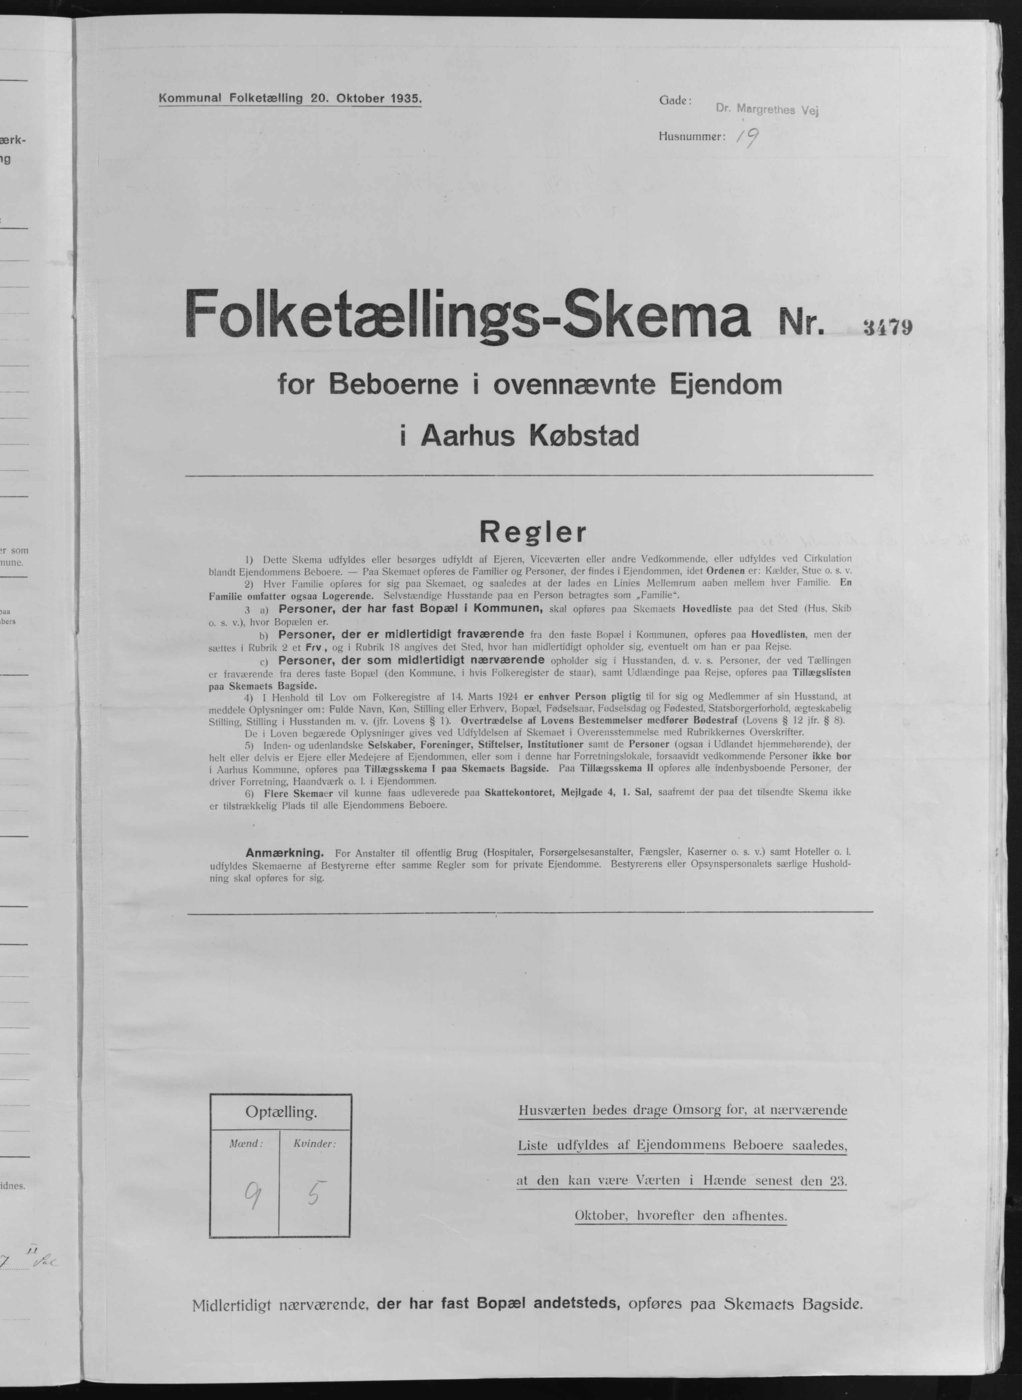 Kommunal Folketælling 20. Oktober 1935.
Gade: Dr. Margrethes Vej
Husnummer: 19
Folketællings-Skema Nr. 3479
for Beboerne i ovennævnte Ejendom
i Aarhus Købstad
Regler
1) Dette Skema udfyldes eller besørges udfyldt af Ejeren, Viceværten eller andre Vedkommende, eller udfyldes ved Cirkulation
blandt Ejendommens Beboere. — Paa Skemaet opføres de Familier og Personer, der findes i Ejendommen, idet Ordenen er: Kælder, Stue o. s. v.
2) Hver Familie opføres for sig paa Skemaet, og saaledes at der lades en Linies Mellemrum aaben mellem hver Familie. En
Familie omfatter ogsaa Logerende. Selvstændige Husstande paa en Person betragtes som „Familie“.
3 a) Personer, der har fast Bopæl i Kommunen, skal opføres paa Skemaets Hovedliste paa det Sted (Hus, Skib
o. s. v.), hvor Bopælen er.
b) Personer, der er midlertidigt fraværende fra den faste Bopæl i Kommunen, opføres paa Hovedlisten, men der
sættes i Rubrik 2 et Frv, og i Rubrik 18 angives det Sted, hvor han midlertidigt opholder sig, eventuelt om han er paa Rejse.
c) Personer, der som midlertidigt nærværende opholder sig i Husstanden, d. v. s. Personer, der ved Tællingen
er fraværende fra deres faste Bopæl (den Kommune, i hvis Folkeregister de staar), samt Udlændinge paa Rejse, opføres paa Tillægslisten
paa Skemaets Bagside.
4) I Henhold til Lov om Folkeregistre af 14. Marts 1924 er enhver Person pligtig til for sig og Medlemmer af sin Husstand, at
meddele Oplysninger om: Fulde Navn, Køn, Stilling eller Erhverv, Bopæl, Fødselsaar, Fødselsdag og Fødested, Statsborgerforhold, ægteskabelig
Stilling, Stilling i Husstanden m. v. (jfr. Lovens § 1). Overtrædelse af Lovens Bestemmelser medfører Bødestraf (Lovens § 12 jfr. § 8).
De i Loven begærede Oplysninger gives ved Udfyldelsen af Skemaet i Overensstemmelse med Rubrikkernes Overskrifter.
5) Inden- og udenlandske Selskaber, Foreninger, Stiftelser, Institutioner samt de Personer (ogsaa i Udlandet hjemmehørende), der
helt eller delvis er Ejere eller Medejere af Ejendommen, eller som i denne har Forretningslokale, forsaavidt vedkommende Personer ikke bor
i Aarhus Kommune, opføres paa Tillægsskema I paa Skemaets Bagside. Paa Tillægsskema II opføres alle indenbysboende Personer, der
driver Forretning, Haandværk o. l. i Ejendommen.
6) Flere Skemaer vil kunne faas udleverede paa Skattekontoret, Mejlgade 4, 1. Sal, saafremt der paa det tilsendte Skema ikke
er tilstrækkelig Plads til alle Ejendommens Beboere.
Anmærkning. For Anstalter til offentlig Brug (Hospitaler, Forsørgelsesanstalter, Fængsler, Kaserner o. s. v.) samt Hoteller o. l.
udfyldes Skemaerne af Bestyrerne efter samme Regler som for private Ejendomme. Bestyrerens eller Opsynspersonalets særlige Hushold-
ning skal opføres for sig.
Optælling.
Mænd: Kvinder:
9 5
Husværten bedes drage Omsorg for, at nærværende
Liste udfyldes af Ejendommens Beboere saaledes,
at den kan være Værten i Hænde senest den 23.
Oktober, hvorefter den afhentes.
Midlertidigt nærværende, der har fast Bopæl andetsteds, opføres paa Skemaets Bagside.